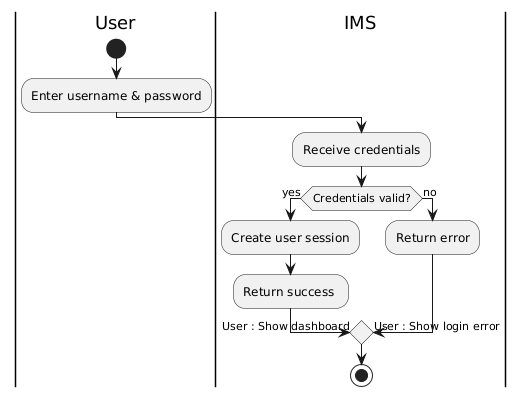 User
IMS
Enter username & password
Receive credentials
Credentials valid?
yes
no
Create user session
Return error
Return success
User : Show dashboard
User : Show login error